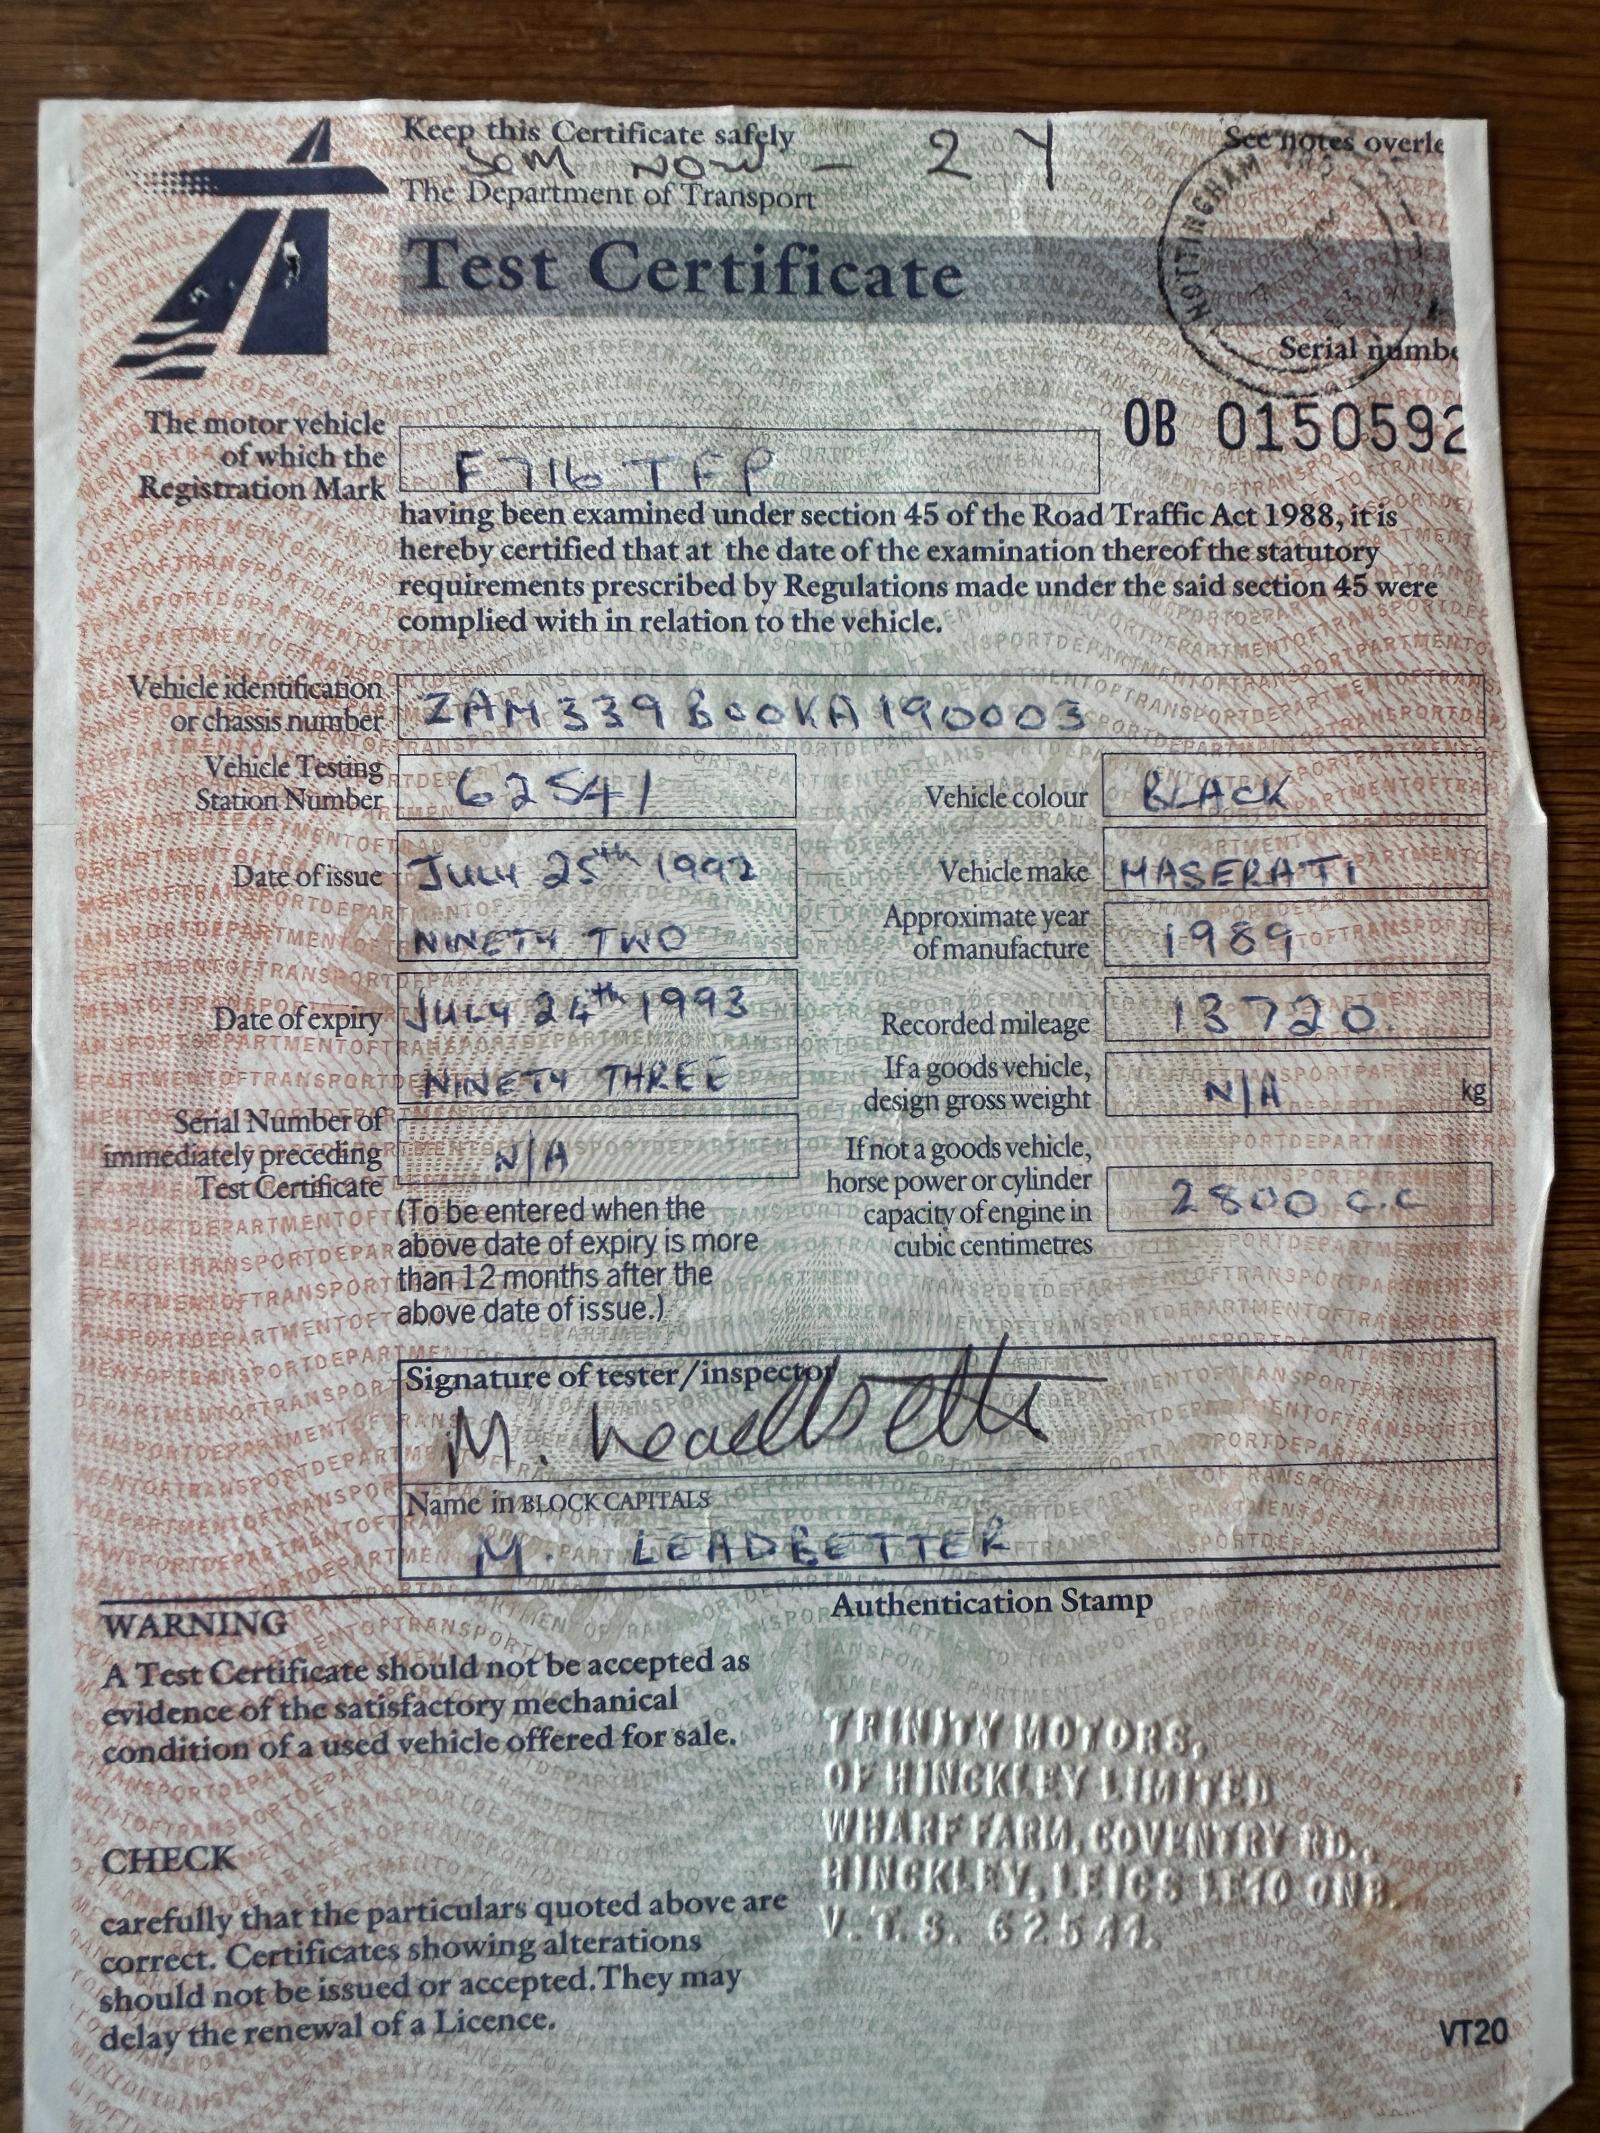 Keep this Certificate safely
See notes overle
NOW - 2 Y
The Department of Transport
NOTTINGHAM
Test Certificate
Serial numbe
OB 0150592
The motor vehicle
of which the
Registration Mark
F716 TFP
having been examined under section 45 of the Road Traffic Act 1988, it is
hereby certified that at the date of the examination thereof the statutory
requirements prescribed by Regulations made under the said section 45 were
complied with in relation to the vehicle.
Vehicle identification
or chassis number
ZAM339B00KA190003
Vehicle Testing
Station Number
62541
Vehicle colour
BLACK
Date of issue
JULY 25th 1992
NINETY TWO
Vehicle make
MASERATI
Approximate year
of manufacture
1989
Date of expiry
JULY 24th 1993
NINETY THREE
Recorded mileage
13720.
If a goods vehicle,
design gross weight
N/A
kg
Serial Number of
immediately preceding
Test Certificate
N/A
(To be entered when the
above date of expiry is more
than 12 months after the
above date of issue.)
If not a goods vehicle,
horse power or cylinder
capacity of engine in
cubic centimetres
2800 c.c
Signature of tester/inspector
M. Leadbetter
Name in BLOCK CAPITALS
M. LEADBETTER
WARNING
A Test Certificate should not be accepted as
evidence of the satisfactory mechanical
condition of a used vehicle offered for sale.
CHECK
carefully that the particulars quoted above are
correct. Certificates showing alterations
should not be issued or accepted. They may
delay the renewal of a Licence.
Authentication Stamp
TRINITY MOTORS,
OF HINCKLEY LIMITED
WHARF FARM, COVENTRY RD.,
HINCKLEY, LEICS LE10 0NB.
V.T.S. 62541.
VT20